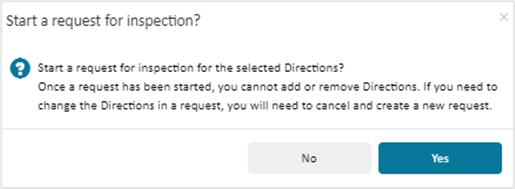 Start a request for inspection?
Start a request for inspection for the selected Directions?
Once a request has been started, you cannot add or remove Directions. If you need to
change the Directions in a request, you will need to cancel and create a new request.
No
Yes